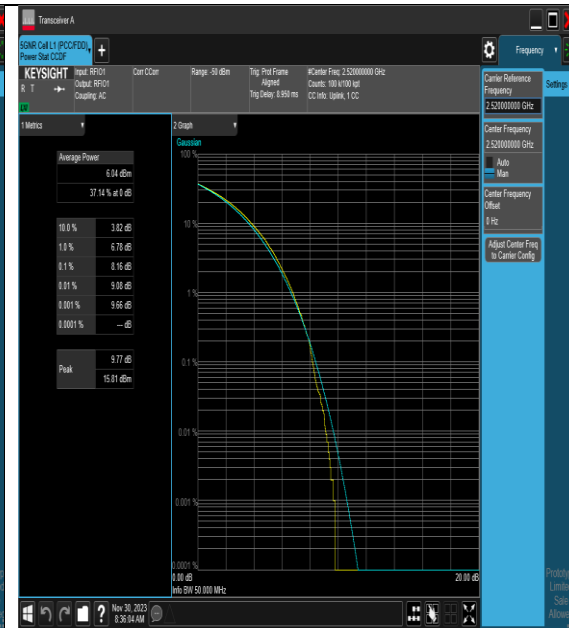 Transceiver A
5GNR Cell L1 (PCC/FDD),
Power Stat CCDF
+
Frequency
KEYSIGHT
R T
Input: RFIO1
Output: RFIO1
Coupling: AC
Corr CCorr
Range: -50 dBm
Trig: Prot Frame
Aligned
Trig Delay: 8.950 ms
#Center Freq: 2.520000000 GHz
Counts: 100 k/100 kpt
CC Info: Uplink, 1 CC
Carrier Reference
Frequency
2.520000000 GHz
Settings
Center Frequency
2.520000000 GHz
Auto
Man
Center Frequency
Offset
0 Hz
Adjust Center Freq
to Carrier Config
1 Metrics
2 Graph
Average Power
6.04 dBm
37.14 % at 0 dB
10.0 % 3.82 dB
1.0 % 6.78 dB
0.1 % 8.16 dB
0.01 % 9.08 dB
0.001 % 9.66 dB
0.0001 % --- dB
Peak
9.77 dB
15.81 dBm
Gaussian
100 %
10 %
1 %
0.1 %
0.01 %
0.001 %
0.0001 %
0.00 dB
20.00 dB
Info BW 50.000 MHz
Nov 30, 2023
8:36:04 AM
?